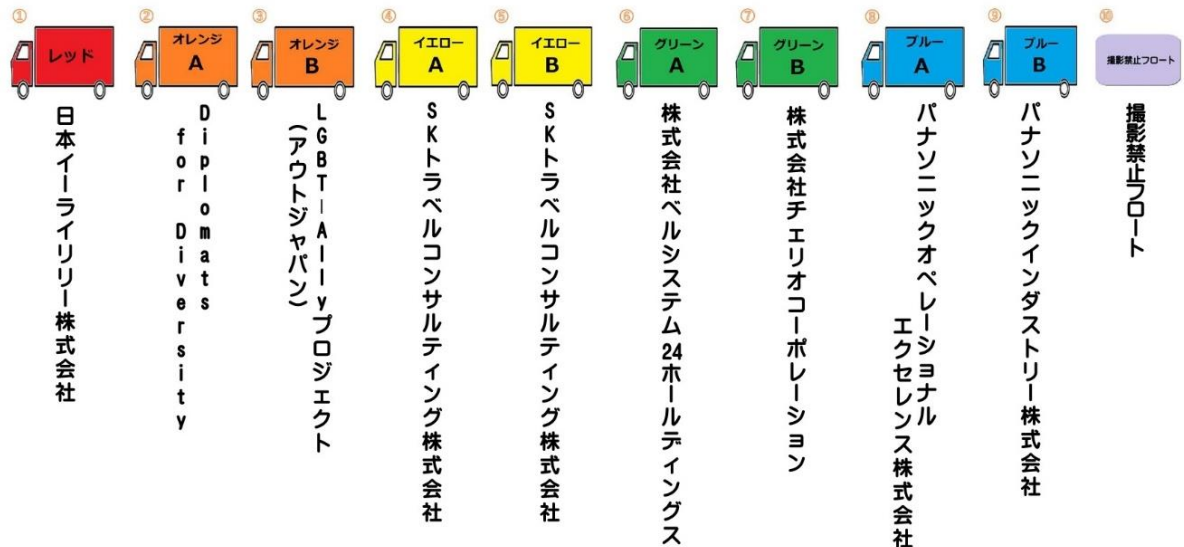 ①
レッド
日本イーライリリー株式会社
②
オレンジ
A
Diplomats
for Diversity
③
オレンジ
B
LGBT-Allyプロジェクト
(アウトジャパン)
④
イエロー
A
SKトラベルコンサルティング株式会社
⑤
イエロー
B
SKトラベルコンサルティング株式会社
⑥
グリーン
A
株式会社ベルシステム24ホールディングス
⑦
グリーン
B
株式会社チェリオコーポレーション
⑧
ブルー
A
パナソニックオペレーショナル
エクセレンス株式会社
⑨
ブルー
B
パナソニックインダストリー株式会社
⑩
撮影禁止フロート
撮影禁止フロート